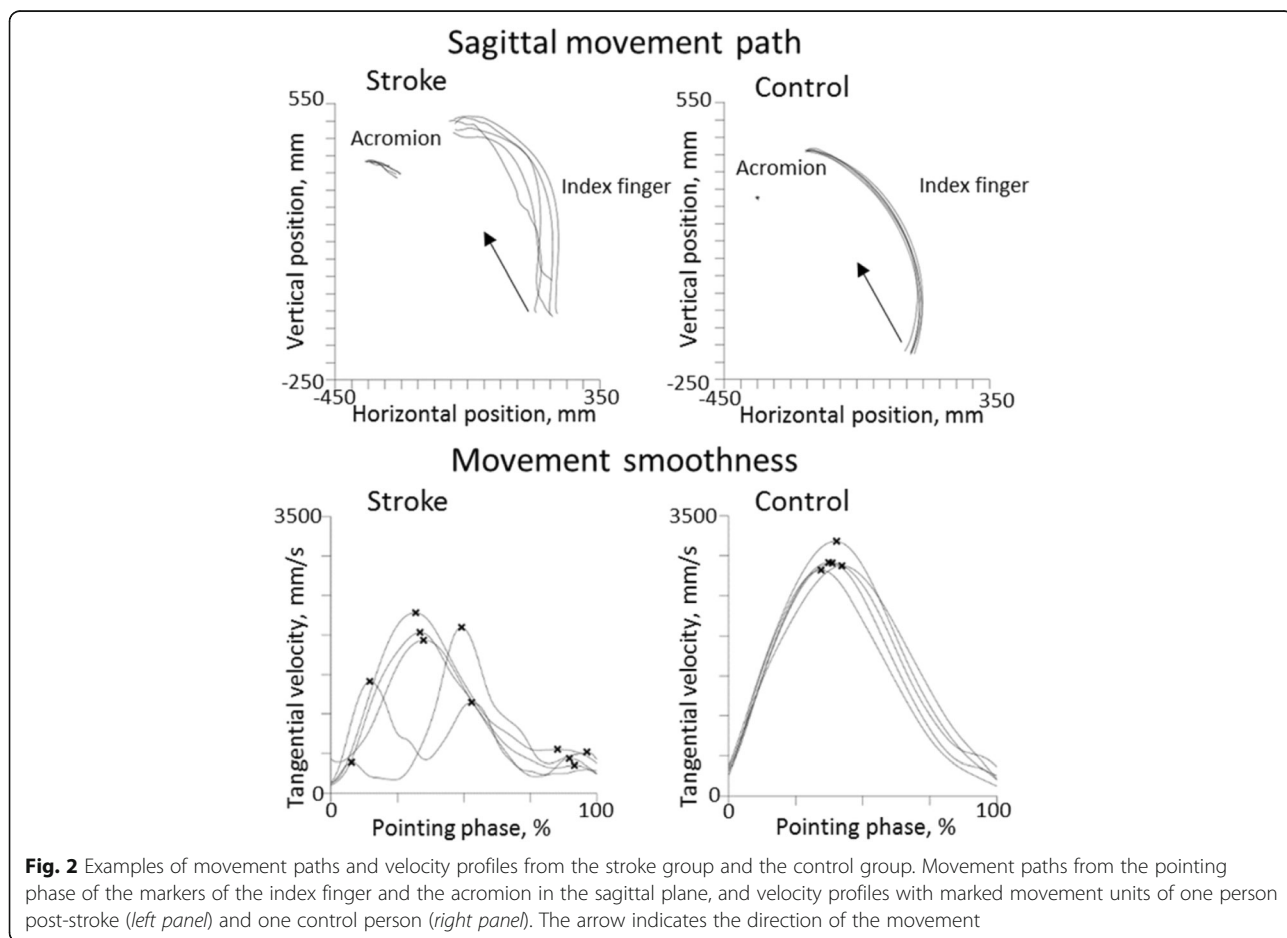 Sagittal movement path
Stroke
Control
550
550
Acromion
Acromion
Index finger
Index finger
Vertical position, mm
Vertical position, mm
-250
-250
-450
350
-450
350
Horizontal position, mm
Horizontal position, mm
Movement smoothness
Stroke
Control
3500
3500
Tangential velocity, mm/s
Tangential velocity, mm/s
0
0
0
100
0
100
Pointing phase, %
Pointing phase, %
Fig. 2 Examples of movement paths and velocity profiles from the stroke group and the control group. Movement paths from the pointing
phase of the markers of the index finger and the acromion in the sagittal plane, and velocity profiles with marked movement units of one person
post-stroke (left panel) and one control person (right panel). The arrow indicates the direction of the movement